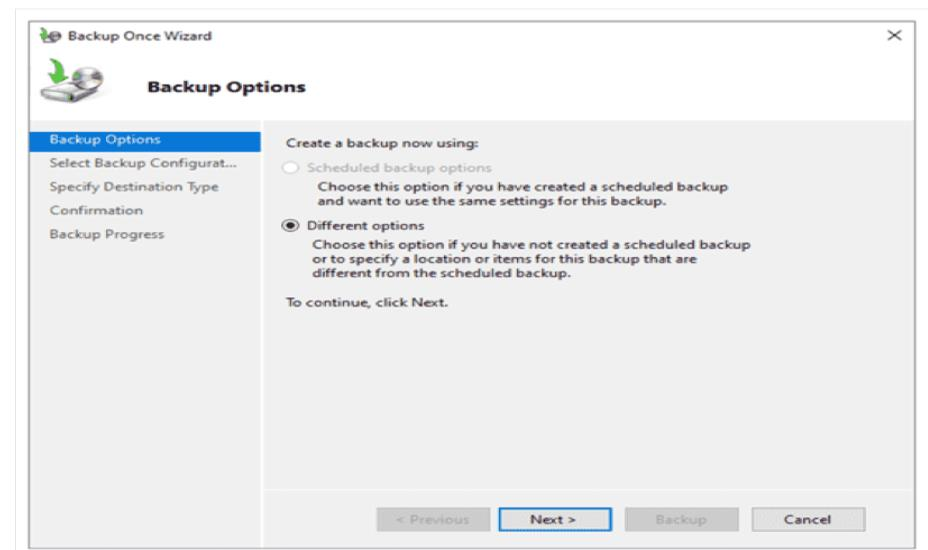 Backup Once Wizard
Backup Options
Backup Options
Select Backup Configurat...
Specify Destination Type
Confirmation
Backup Progress
Create a backup now using:
Scheduled backup options
Choose this option if you have created a scheduled backup
and want to use the same settings for this backup.
Different options
Choose this option if you have not created a scheduled backup
or to specify a location or items for this backup that are
different from the scheduled backup.
To continue, click Next.
< Previous
Next >
Backup
Cancel